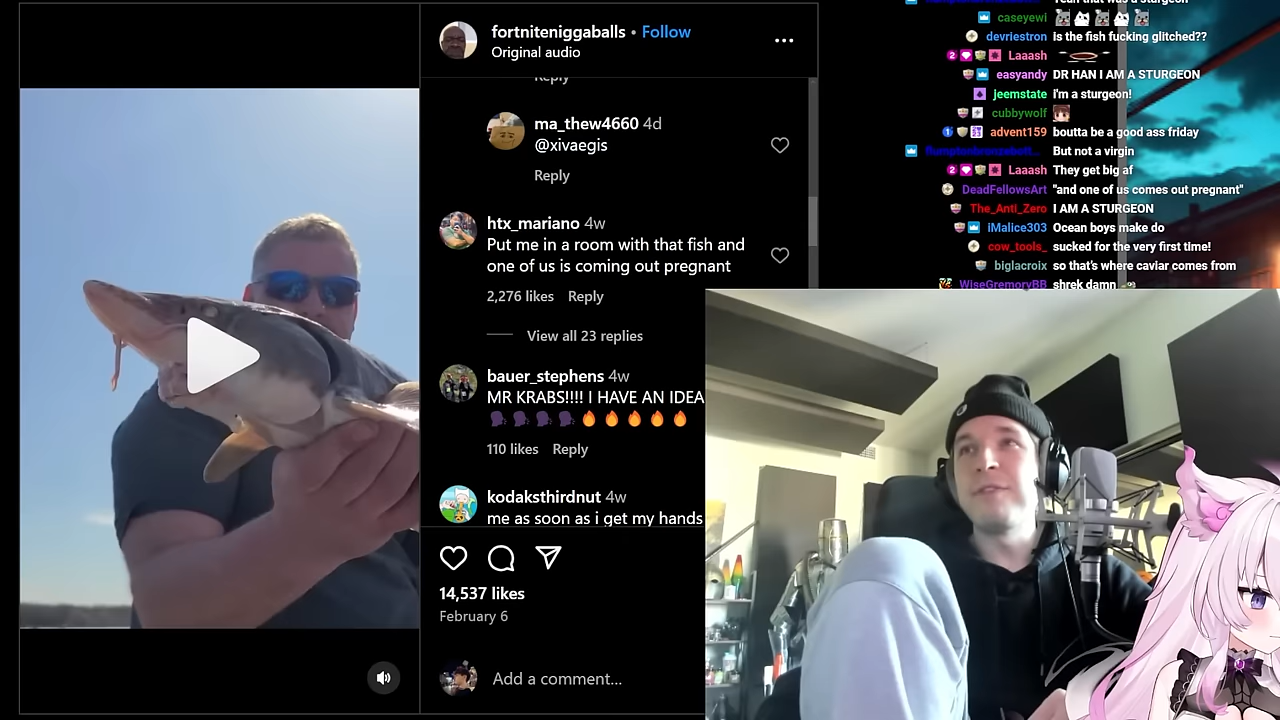 fortniteniggaballs • Follow
Original audio
Reply
ma_thew4660 4d
@xivaegis
Reply
htx_mariano 4w
Put me in a room with that fish and
one of us is coming out pregnant
2,276 likes Reply
View all 23 replies
bauer_stephens 4w
MR KRABS!!!! I HAVE AN IDEA
110 likes Reply
kodaksthirdnut 4w
me as soon as i get my hands
14,537 likes
February 6
Add a comment...
Yeah that was a sturgeon
caseyewi
devriestron is the fish fucking glitched??
Laaash
easyandy DR HAN I AM A STURGEON
jeemstate i'm a sturgeon!
cubbywolf
advent159 boutta be a good ass friday
But not a virgin
Laaash They get big af
DeadFellowsArt "and one of us comes out pregnant"
The_Anti_Zero I AM A STURGEON
iMalice303 Ocean boys make do
cow_tools_ sucked for the very first time!
biglacroix so that's where caviar comes from
WiseGremoryBB shrek damn